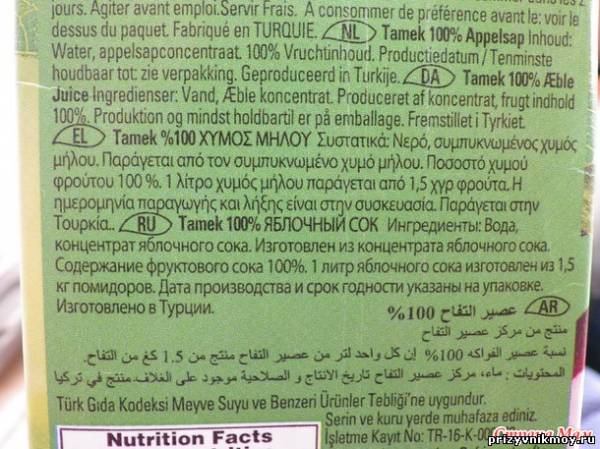 jours. Agiter avant emploi.Servir Frais. A consommer de préférence avant le: voir le
dessus du paquet. Fabriqué en TURQUIE. NL Tamek 100% Appelsap Inhoud:
Water, appelsapconcentraat. 100% Vruchtinhoud. Productiedatum / Tenminste
houdbaar tot: zie verpakking. Geproduceerd in Turkije. DA Tamek 100% Æble
Juice Ingredienser: Vand, Æble koncentrat. Produceret af koncentrat, frugt indhold
100%. Produktion og mindst holdbartil er på emballage. Fremstillet i Tyrkiet.
EL Tamek %100 ΧΥΜΟΣ ΜΗΛΟΥ Συστατικά: Νερό, συμπυκνωμένος χυμός
μήλου. Παράγεται από τον συμπυκνωμένο χυμό μήλου. Ποσοστό χυμού
φρούτου 100 %. 1 λίτρο χυμός μήλου παράγεται από 1,5 χγρ φρούτα. Η
ημερομηνία παραγωγής και λήξης είναι στην συσκευασία. Παράγεται στην
Τουρκία.. RU Tamek 100% ЯБЛОЧНЫЙ СОК Ингредиенты: Вода,
концентрат яблочного сока. Изготовлен из концентрата яблочного сока.
Содержание фруктового сока 100%. 1 литр яблочного сока изготовлен из 1,5
кг помидоров. Дата производства и срок годности указаны на упаковке.
Изготовлено в Турции.
AR عصير التفاح 100%
منتج من مركز عصير التفاح
نسبة عصير الفواكه 100% إن كل واحد لتر من عصير التفاح منتج من 1.5 كغ من التفاح.
المحتويات : ماء، مركز عصير التفاح تاريخ الانتاج و الصلاحية موجود على الغلاف. منتج في تركيا
Türk Gıda Kodeksi Meyve Suyu ve Benzeri Ürünler Tebliği'ne uygundur.
Serin ve kuru yerde muhafaza ediniz.
Nutrition Facts
İşletme Kayıt No: TR-16-K-00
Страна Мам
prizyvnikmoy.ru